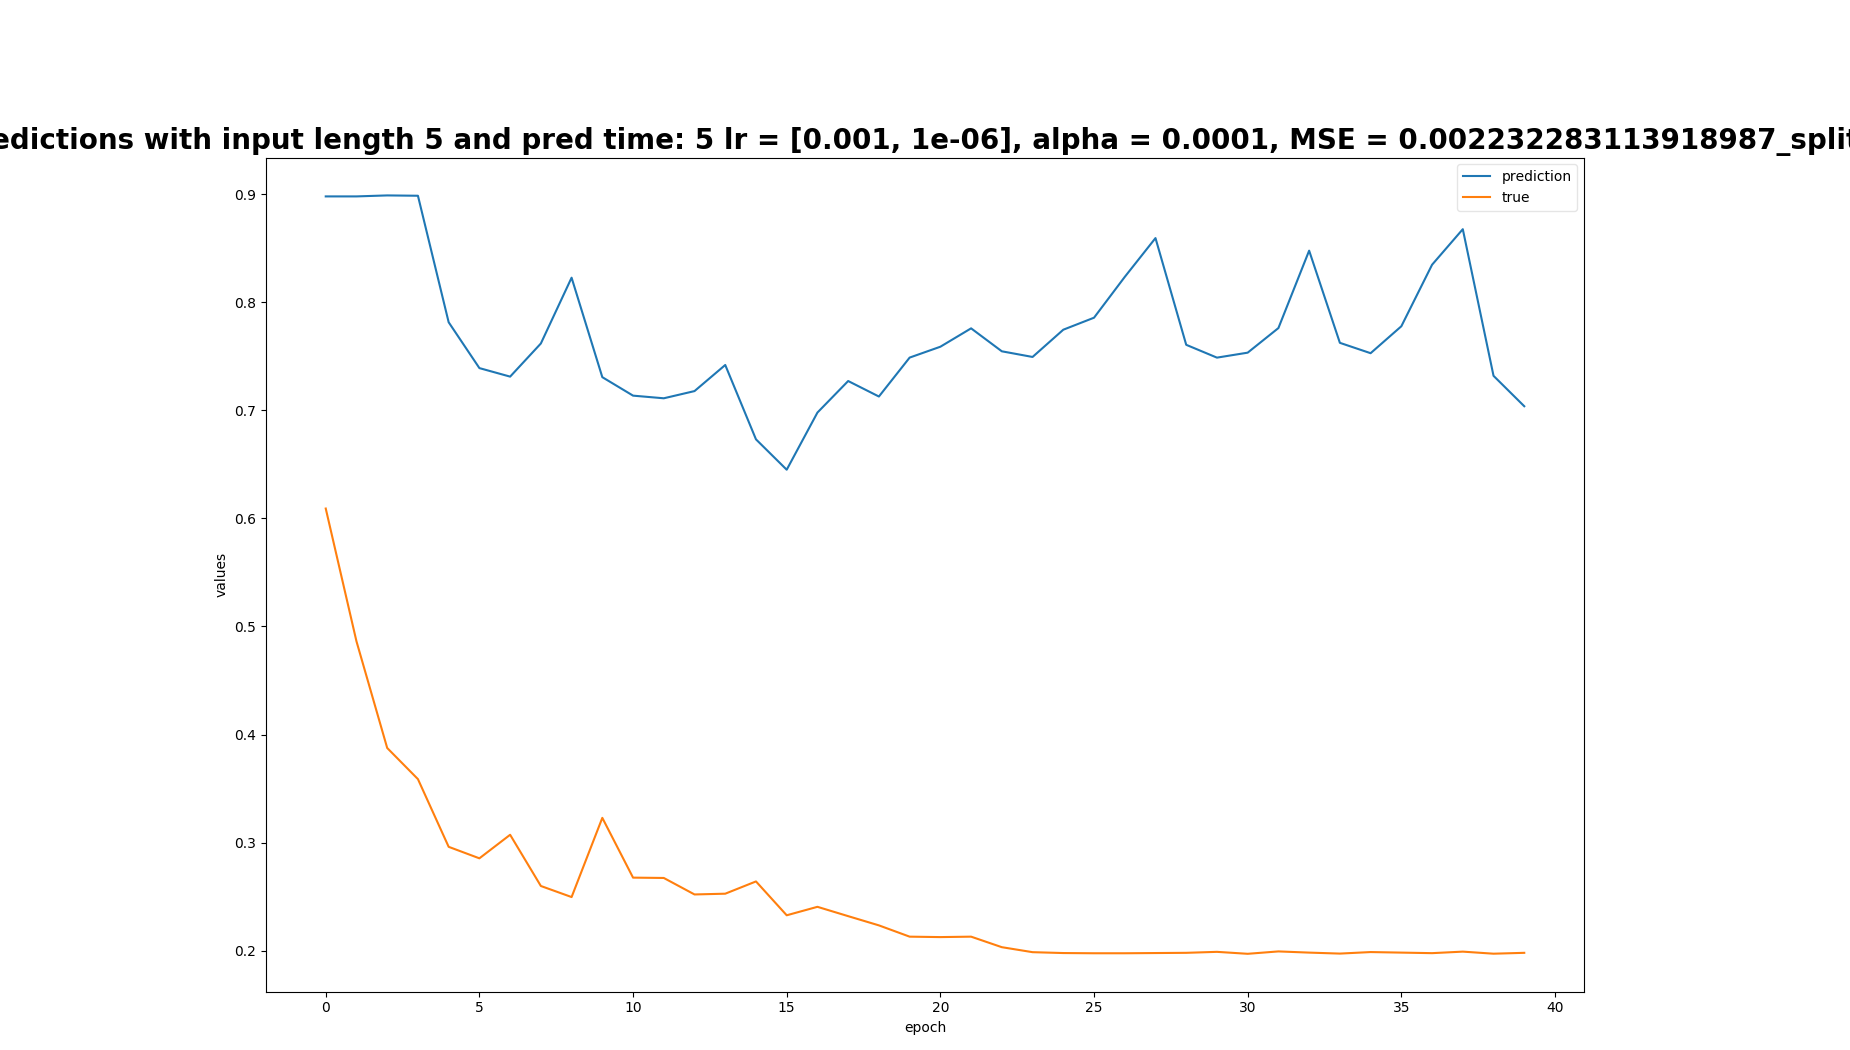 edictions with input length 5 and pred time: 5 lr = [0.001, 1e-06], alpha = 0.0001, MSE = 0.002232283113918987_split
prediction
true
0.9
0.8
0.7
0.6
0.5
0.4
0.3
0.2
values
0 5 10 15 20 25 30 35 40
epoch